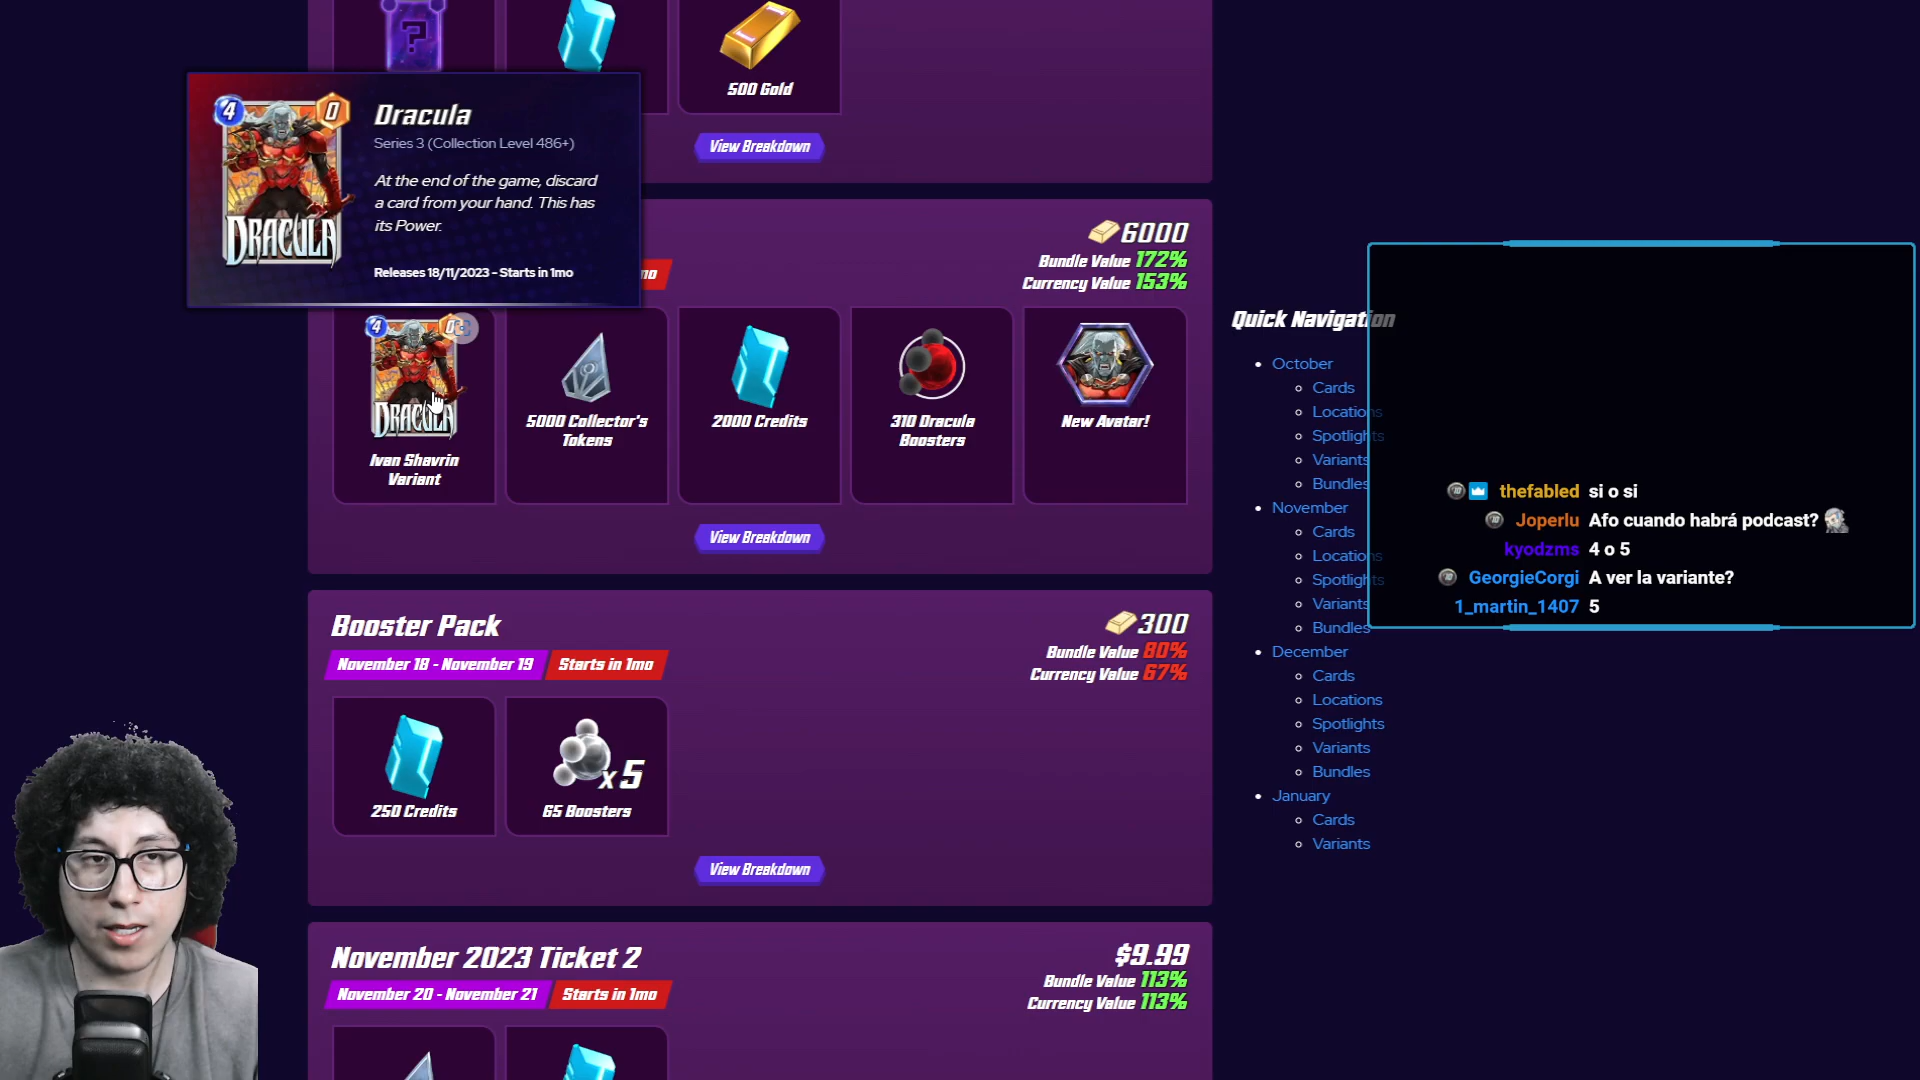 ?
500 Gold
View Breakdown
4
0
DRACULA
Dracula
Series 3 (Collection Level 486+)
At the end of the game, discard
a card from your hand. This has
its Power.
Releases 18/11/2023 - Starts in 1mo
6000
Bundle Value 172%
Currency Value 153%
mo
4
0
DRACULA
Ivan Shavrin
Variant
5000 Collector's
Tokens
2000 Credits
310 Dracula
Boosters
New Avatar!
View Breakdown
Booster Pack
300
November 18 - November 19
Starts in 1mo
Bundle Value 80%
Currency Value 67%
250 Credits
x5
65 Boosters
View Breakdown
November 2023 Ticket 2
$9.99
November 20 - November 21
Starts in 1mo
Bundle Value 113%
Currency Value 113%
Quick Navigation
October
Cards
Locations
Spotlights
Variants
Bundles
November
Cards
Locations
Spotlights
Variants
Bundles
December
Cards
Locations
Spotlights
Variants
Bundles
January
Cards
Variants
thefabled si o si
Joperlu Afo cuando habrá podcast?
kyodzms 4 o 5
GeorgieCorgi A ver la variante?
1_martin_1407 5